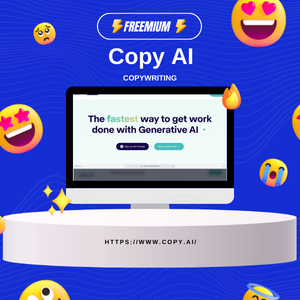 FREEMIUM
Copy AI
COPYWRITING
The fastest way to get work
done with Generative AI
HTTPS://WWW.COPY.AI/